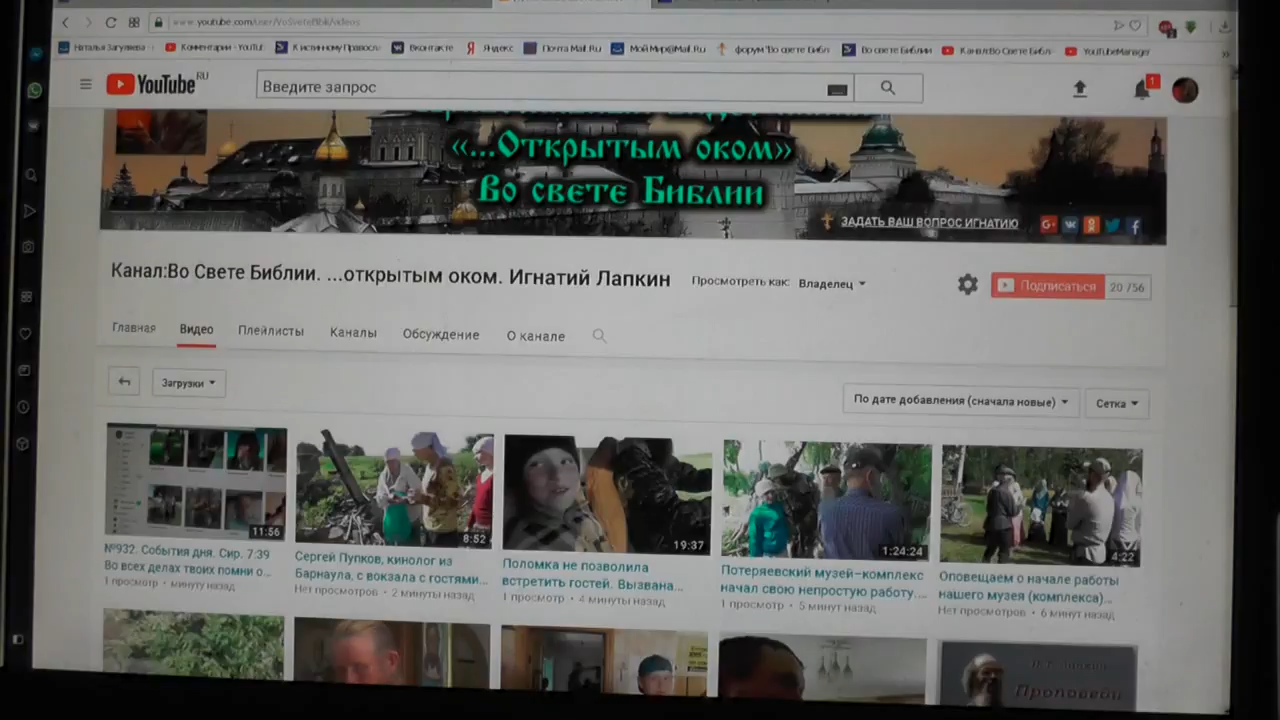 www.youtube.com/user/VoSveteBiblii/videos
Комментарии - YouTu
К истинному Правосл
ВКонтакте
Яндекс
Почта Mail.Ru
Мой Мир@Mail.Ru
форум "Во свете Библ
Во свете Библии
Канал:Во Свете Библ
YouTubeManager
YouTube RU
Введите запрос
1
«...Открытым оком»
Во свете Библии
ЗАДАТЬ ВАШ ВОПРОС ИГНАТИЮ
Канал:Во Свете Библии. ...открытым оком. Игнатий Лапкин
Просмотреть как: Владелец
Подписаться
Главная Видео Плейлисты Каналы Обсуждение О канале
Загрузки
По дате добавления (сначала новые)
Сетка
11:56
8:52
19:37
1:24:24
4:22
№932. События дня. Сир. 7:39
Во всех делах твоих помни о...
1 просмотр • минуту назад
Сергей Пупков, кинолог из
Барнаула, с вокзала с гостями...
Нет просмотров • 2 минуты назад
Поломка не позволила
встретить гостей. Вызвана...
1 просмотр • 4 минуты назад
Потеряевский музей–комплекс
начал свою непростую работу....
1 просмотр • 5 минут назад
Оповещаем о начале работы
нашего музея (комплекса)...
Нет просмотров • 6 минут назад
Проповеди